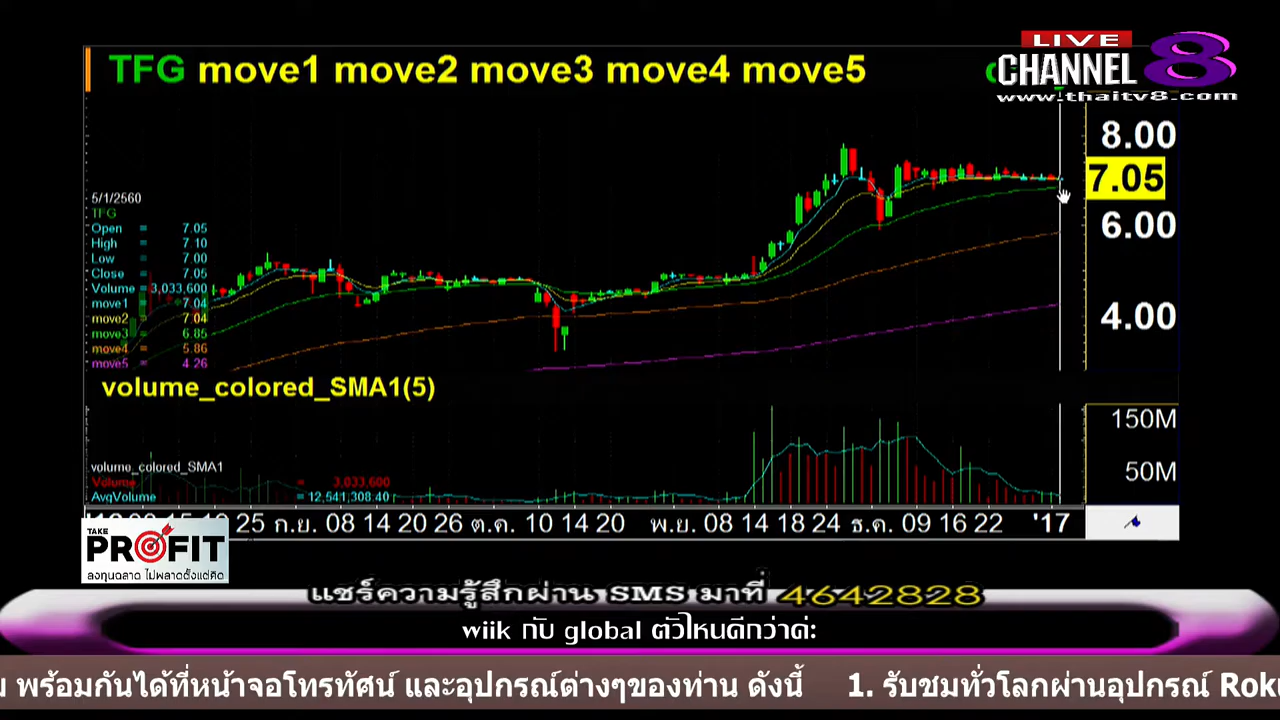 TFG move1 move2 move3 move4 move5
LIVE
CHANNEL 8
www.thaitv8.com
8.00
7.05
6.00
4.00
5/1/2560
TFG
Open = 7.05
High = 7.10
Low = 7.00
Close = 7.05
Volume = 3,033,600
move1 = 7.04
move2 = 7.04
move3 = 6.85
move4 = 5.86
move5 = 4.26
volume_colored_SMA1(5)
150M
50M
volume_colored_SMA1
Volume = 3,033,600
AvgVolume = 12,541,308.40
25 ก.ย. 08 14 20 26 ต.ค. 10 14 20 พ.ย. 08 14 18 24 ธ.ค. 09 16 22 '17
TAKE
PROFIT
ลงทุนฉลาด ไม่พลาดตั้งแต่คิด
แชร์ความรู้สึกผ่าน SMS มาที่ 4642828
wiik กับ global ตัวไหนดีกว่าค่ะ
พร้อมกันได้ที่หน้าจอโทรทัศน์ และอุปกรณ์ต่างๆของท่าน ดังนี้ 1. รับชมทั่วโลกผ่านอุปกรณ์ Roku